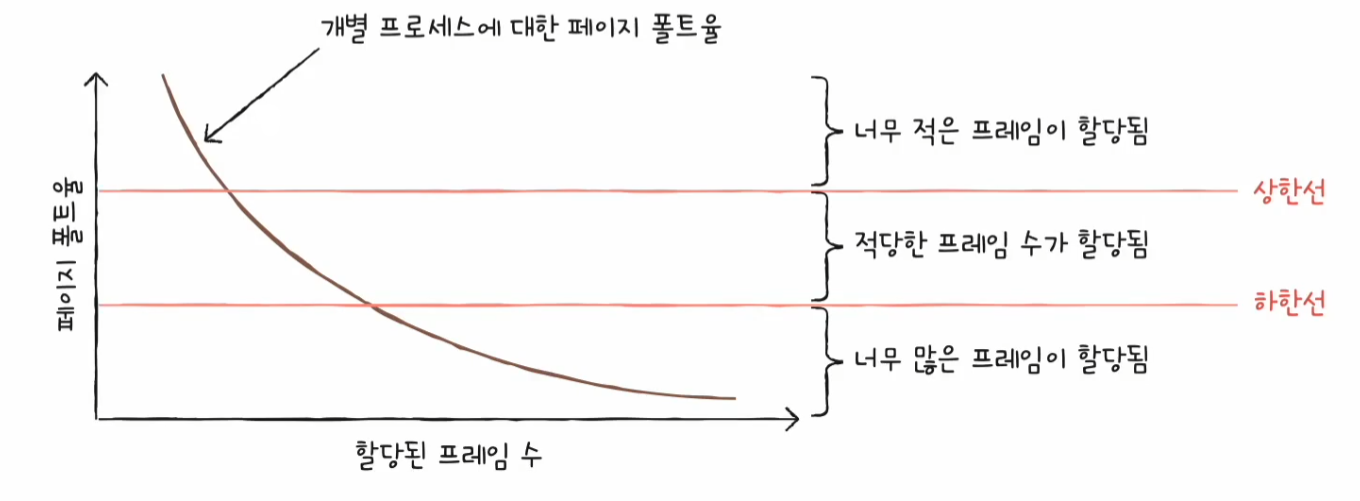 개별 프로세스에 대한 페이지 폴트율
너무 적은 프레임이 할당됨
상한선
페이지 폴트율
적당한 프레임 수가 할당됨
하한선
너무 많은 프레임이 할당됨
할당된 프레임 수